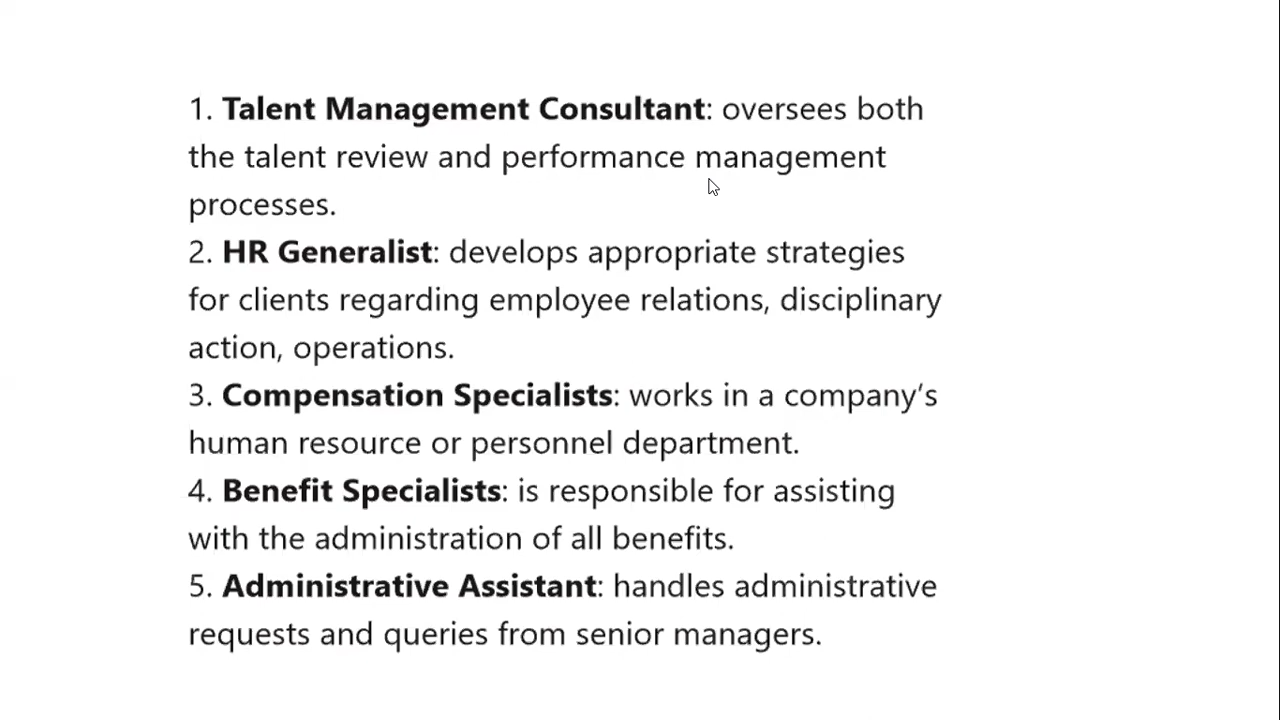 1. Talent Management Consultant: oversees both
the talent review and performance management
processes.
2. HR Generalist: develops appropriate strategies
for clients regarding employee relations, disciplinary
action, operations.
3. Compensation Specialists: works in a company’s
human resource or personnel department.
4. Benefit Specialists: is responsible for assisting
with the administration of all benefits.
5. Administrative Assistant: handles administrative
requests and queries from senior managers.